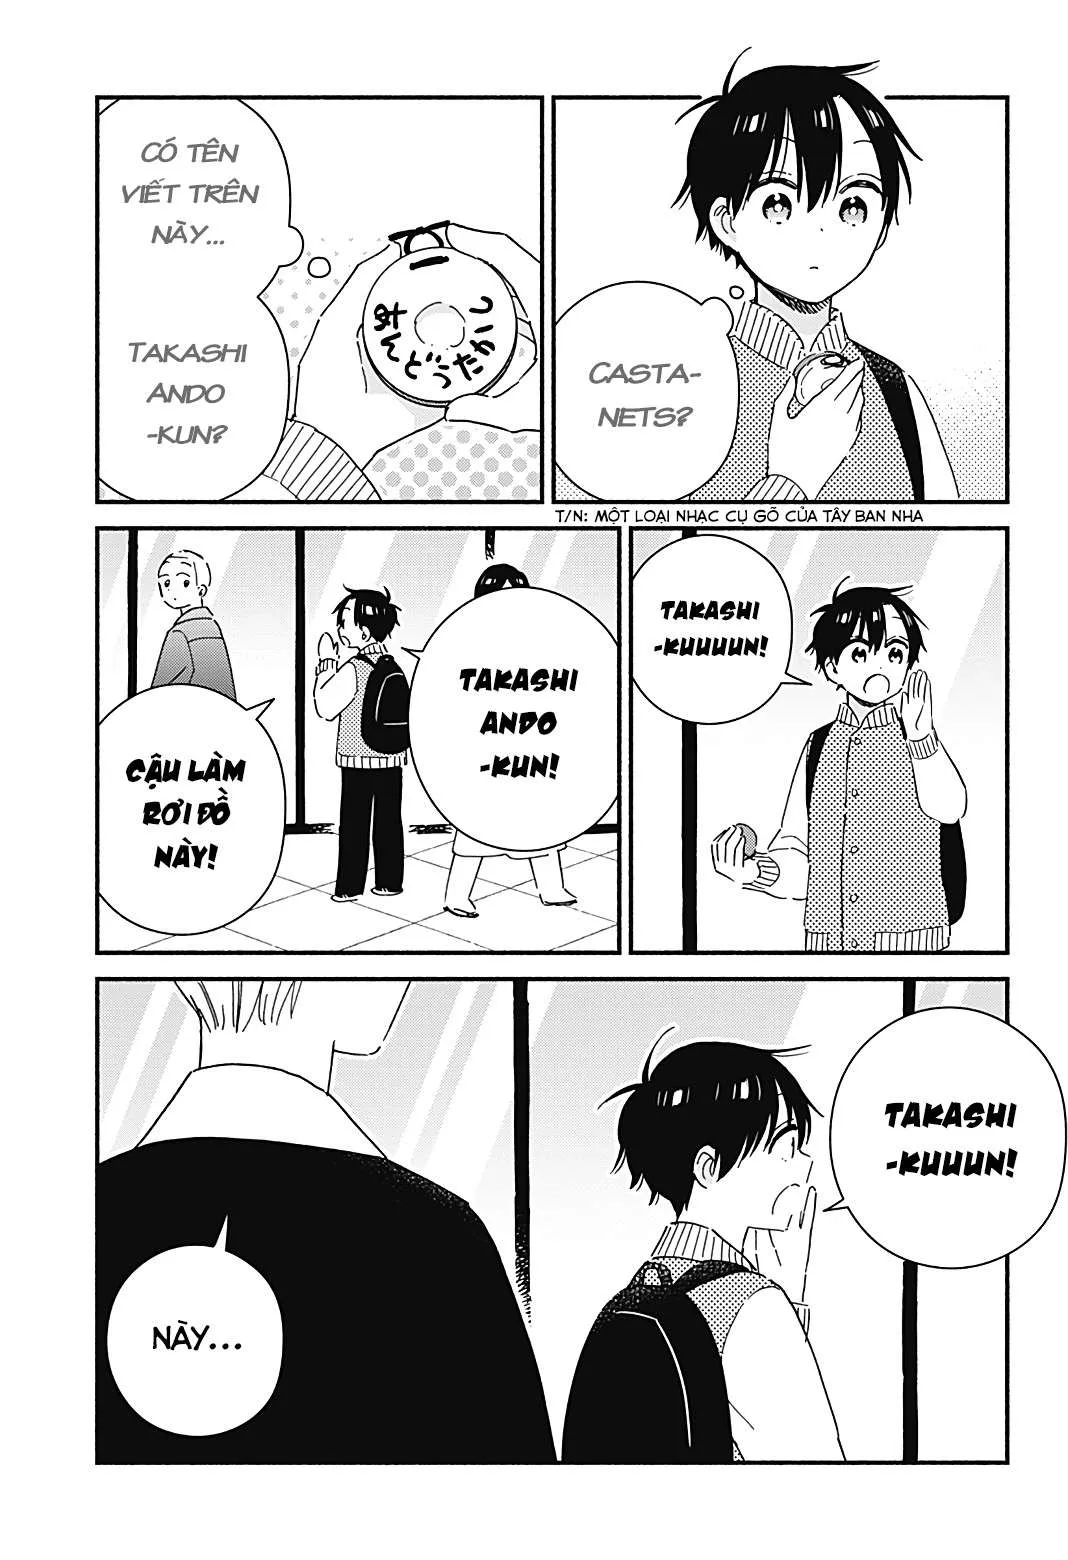 CASTA-
NETS?
CÓ TÊN
VIẾT TRÊN
NÀY...
TAKASHI
ANDO
-KUN?
あんどうたかし
T/N: MỘT LOẠI NHẠC CỤ GÕ CỦA TÂY BAN NHA
TAKASHI
-KUUUUN!
TAKASHI
ANDO
-KUN!
CẬU LÀM
RƠI ĐỒ
NÀY!
TAKASHI
-KUUUN!
NÀY...